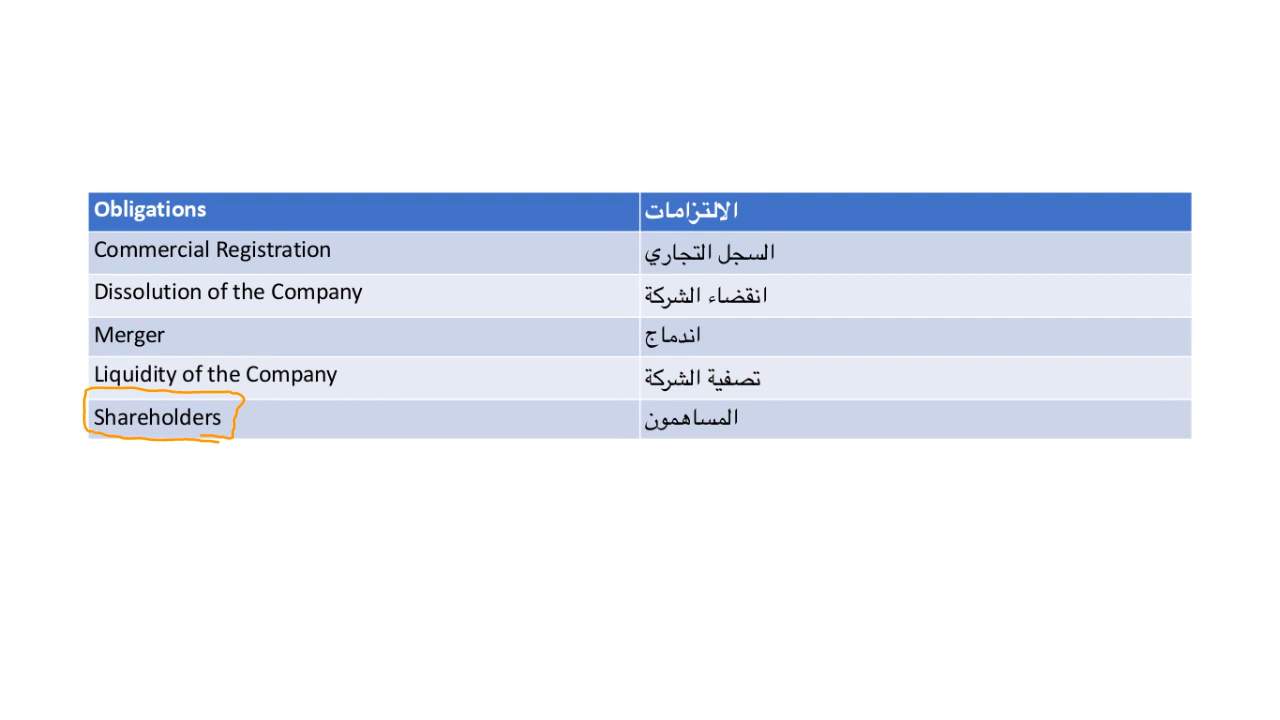 Obligations الالتزامات
Commercial Registration السجل التجاري
Dissolution of the Company انقضاء الشركة
Merger اندماج
Liquidity of the Company تصفية الشركة
Shareholders المساهمون